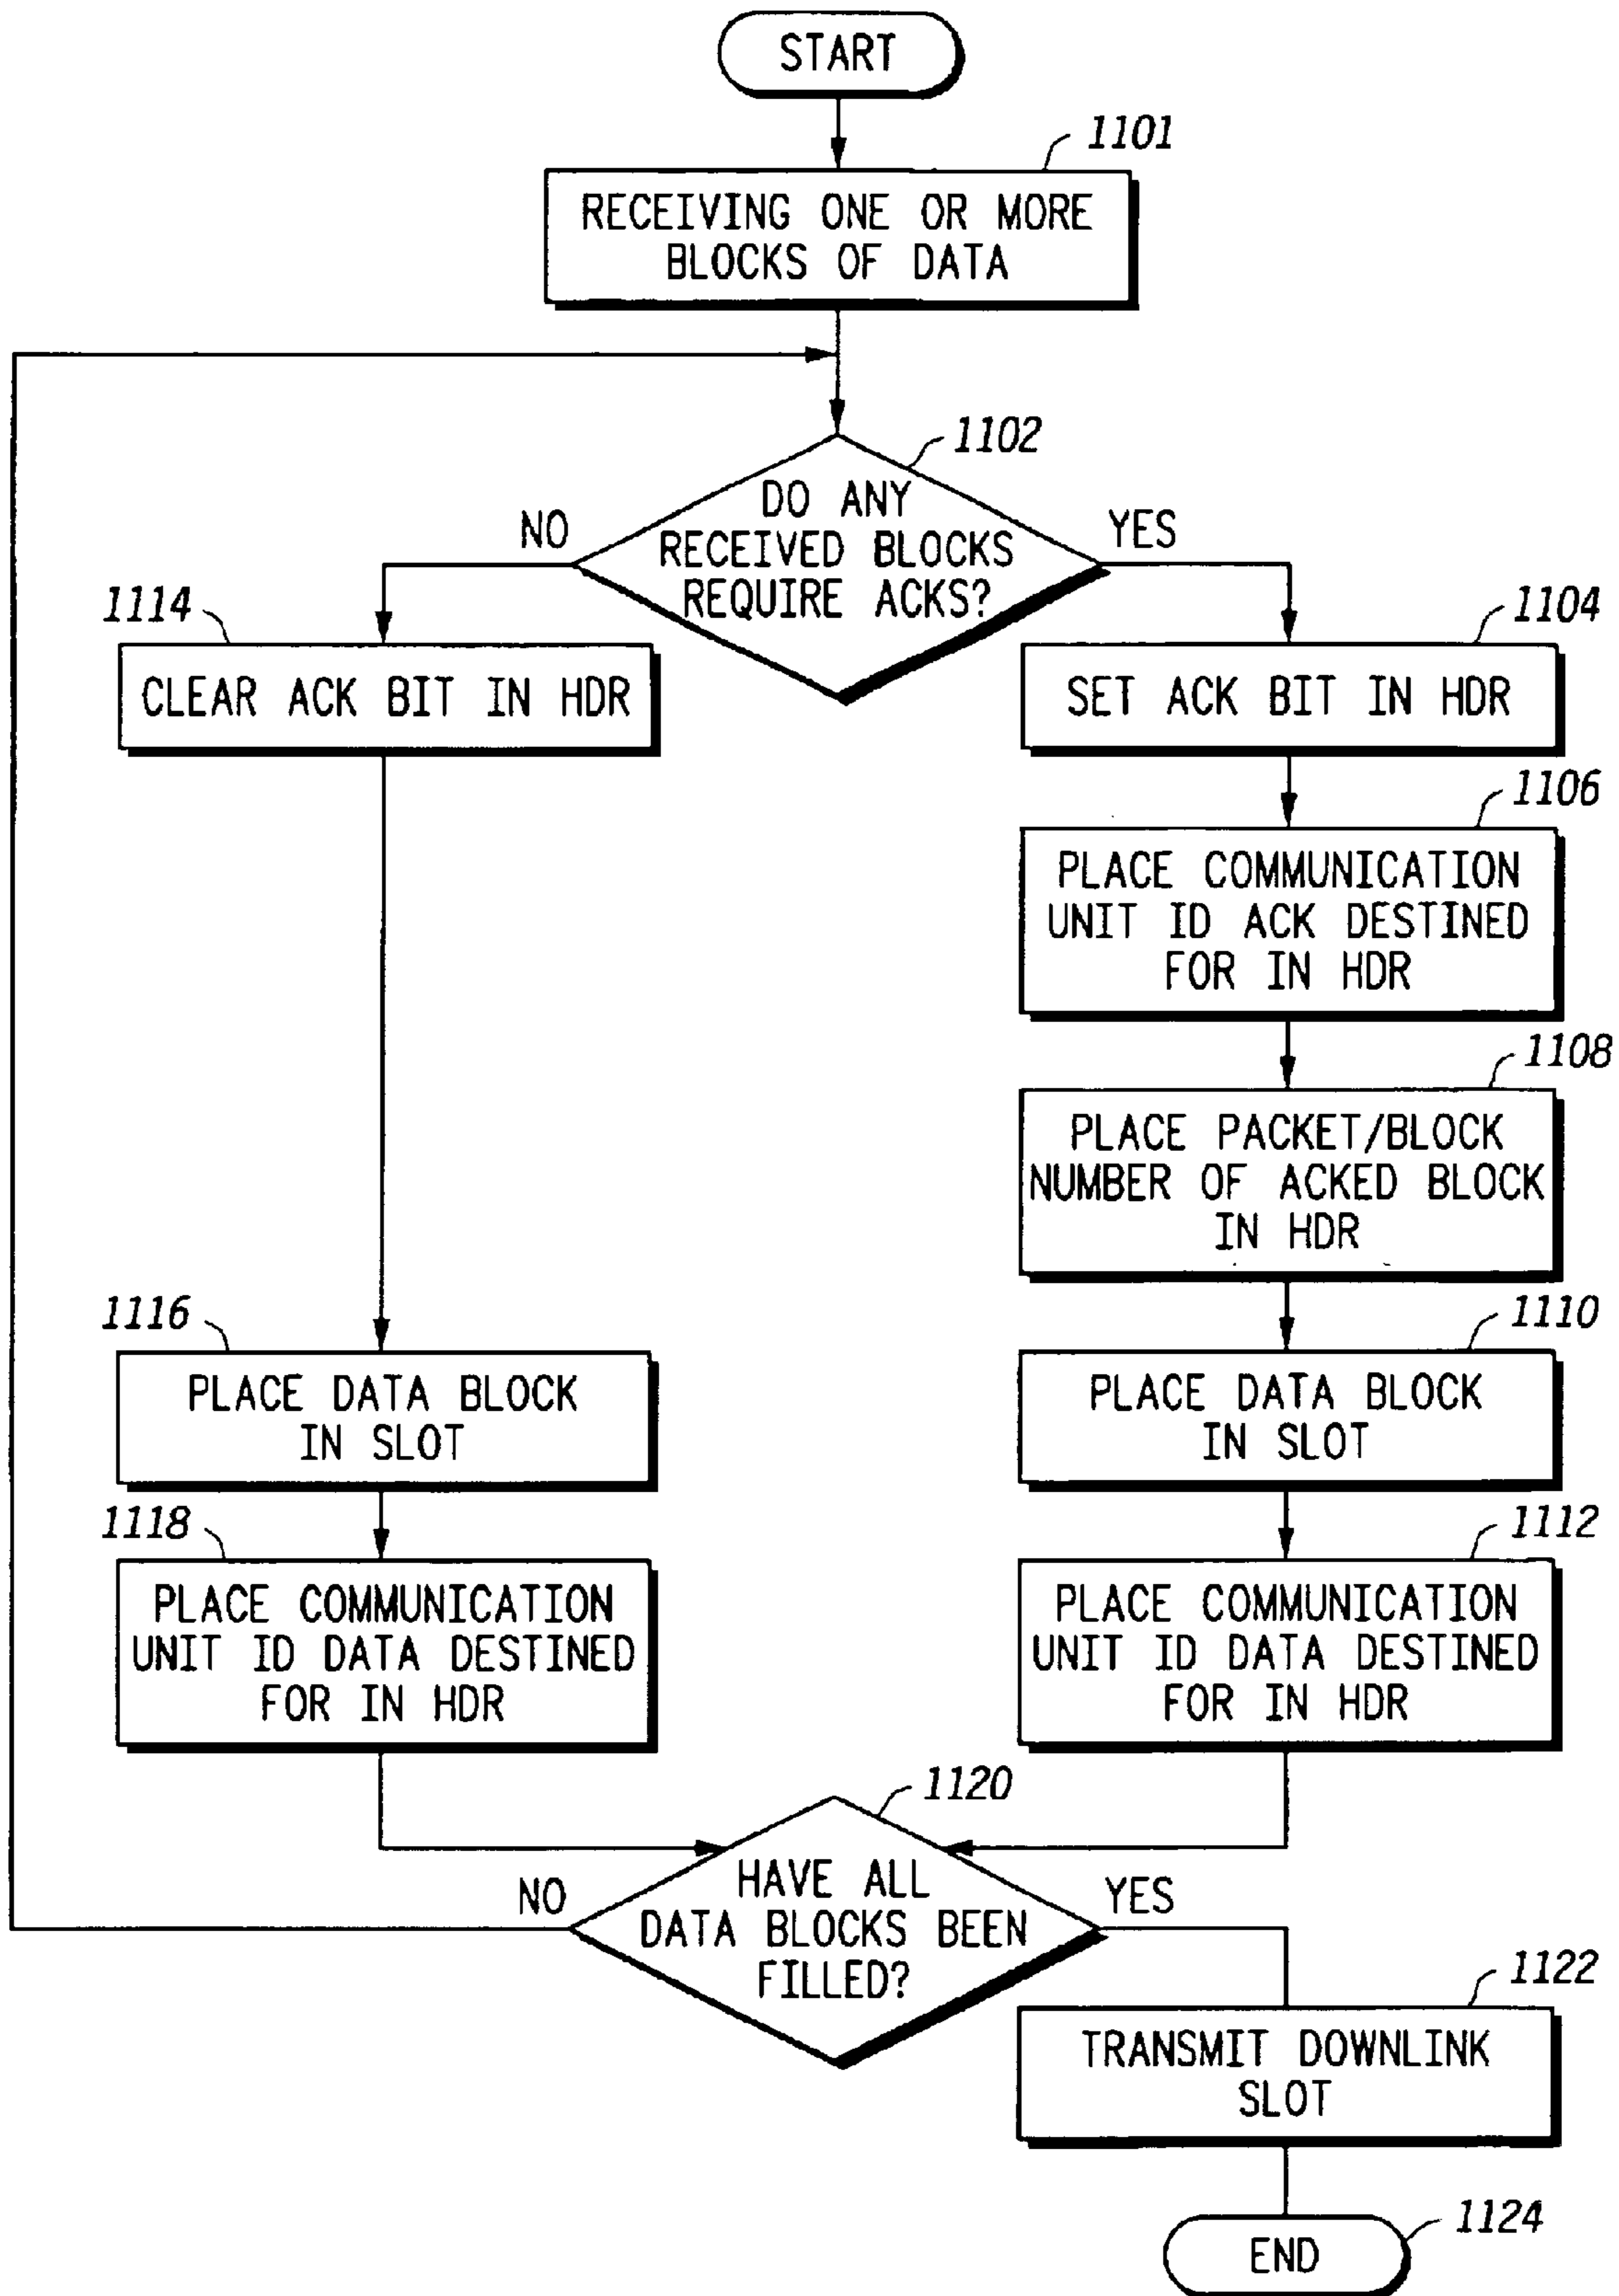 START
1101
RECEIVING ONE OR MORE
BLOCKS OF DATA
1102
DO ANY
RECEIVED BLOCKS
REQUIRE ACKS?
NO
YES
1114
CLEAR ACK BIT IN HDR
1104
SET ACK BIT IN HDR
1106
PLACE COMMUNICATION
UNIT ID ACK DESTINED
FOR IN HDR
1108
PLACE PACKET/BLOCK
NUMBER OF ACKED BLOCK
IN HDR
1116
PLACE DATA BLOCK
IN SLOT
1110
PLACE DATA BLOCK
IN SLOT
1118
PLACE COMMUNICATION
UNIT ID DATA DESTINED
FOR IN HDR
1112
PLACE COMMUNICATION
UNIT ID DATA DESTINED
FOR IN HDR
1120
HAVE ALL
DATA BLOCKS BEEN
FILLED?
NO
YES
1122
TRANSMIT DOWNLINK
SLOT
1124
END